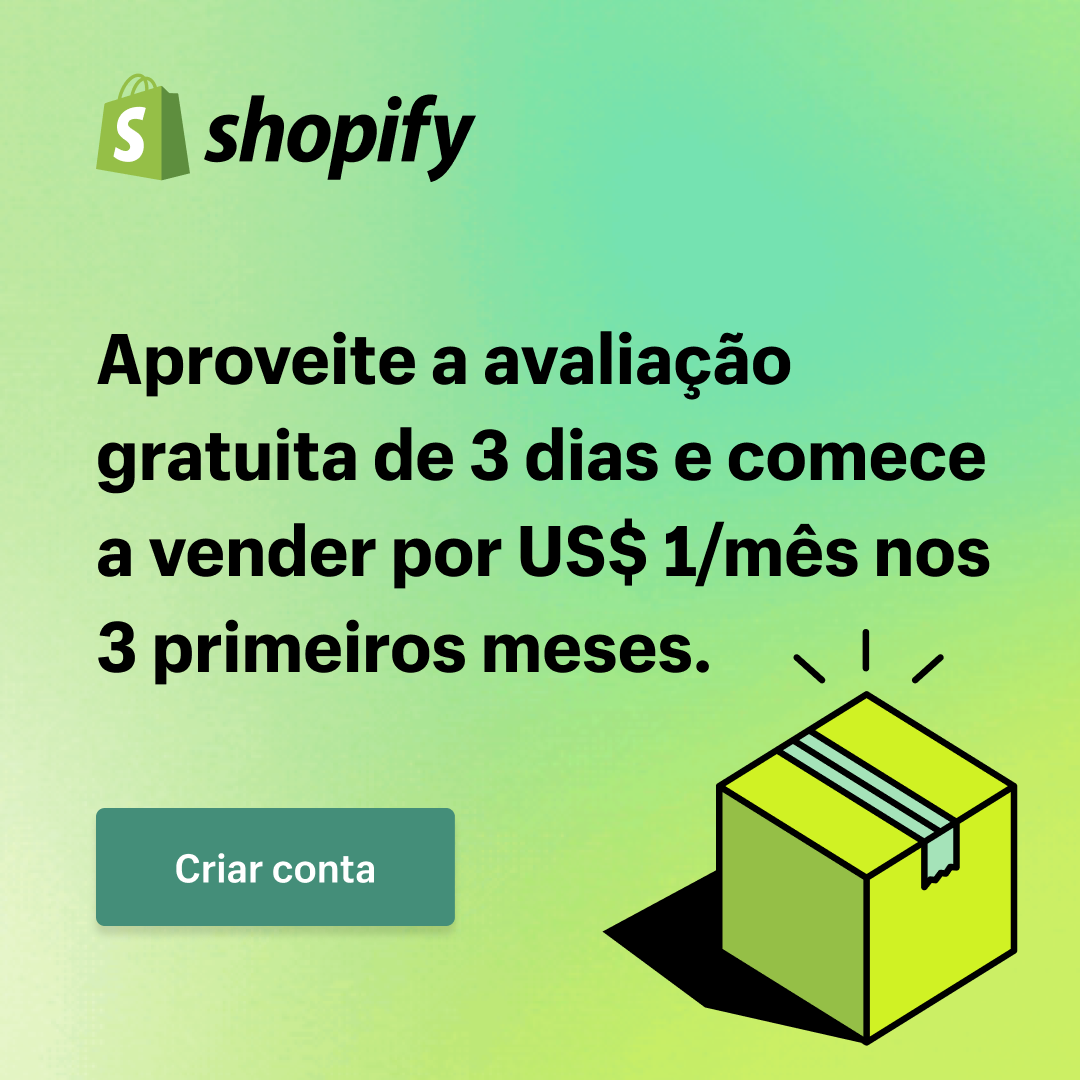 shopify
Aproveite a avaliação
gratuita de 3 dias e comece
a vender por US$ 1/mês nos
3 primeiros meses.
Criar conta